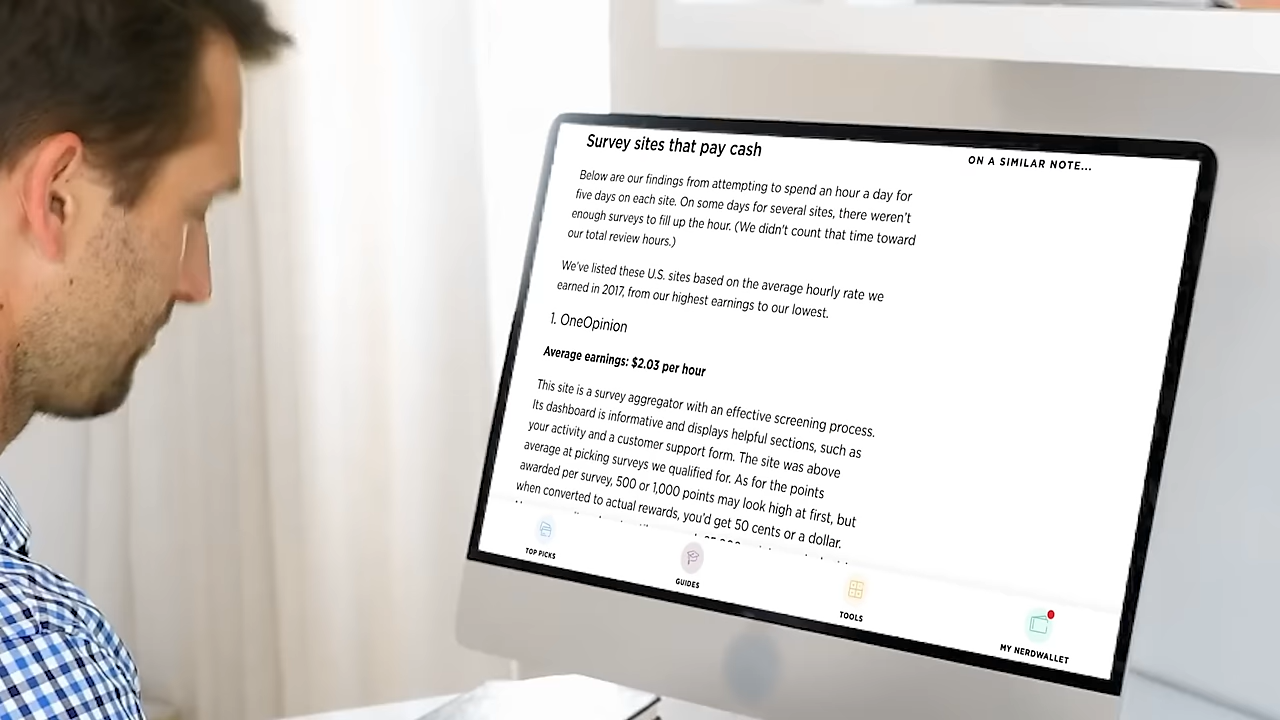 Survey sites that pay cash
ON A SIMILAR NOTE...
Below are our findings from attempting to spend an hour a day for
five days on each site. On some days for several sites, there weren't
enough surveys to fill up the hour. (We didn't count that time toward
our total review hours.)
We've listed these U.S. sites based on the average hourly rate we
earned in 2017, from our highest earnings to our lowest.
1. OneOpinion
Average earnings: $2.03 per hour
This site is a survey aggregator with an effective screening process.
Its dashboard is informative and displays helpful sections, such as
your activity and a customer support form. The site was above
average at picking surveys we qualified for. As for the points
awarded per survey, 500 or 1,000 points may look high at first, but
when converted to actual rewards, you'd get 50 cents or a dollar.
TOP PICKS
GUIDES
TOOLS
MY NERDWALLET